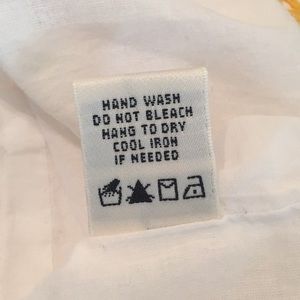 HAND WASH
DO NOT BLEACH
HANG TO DRY
COOL IRON
IF NEEDED